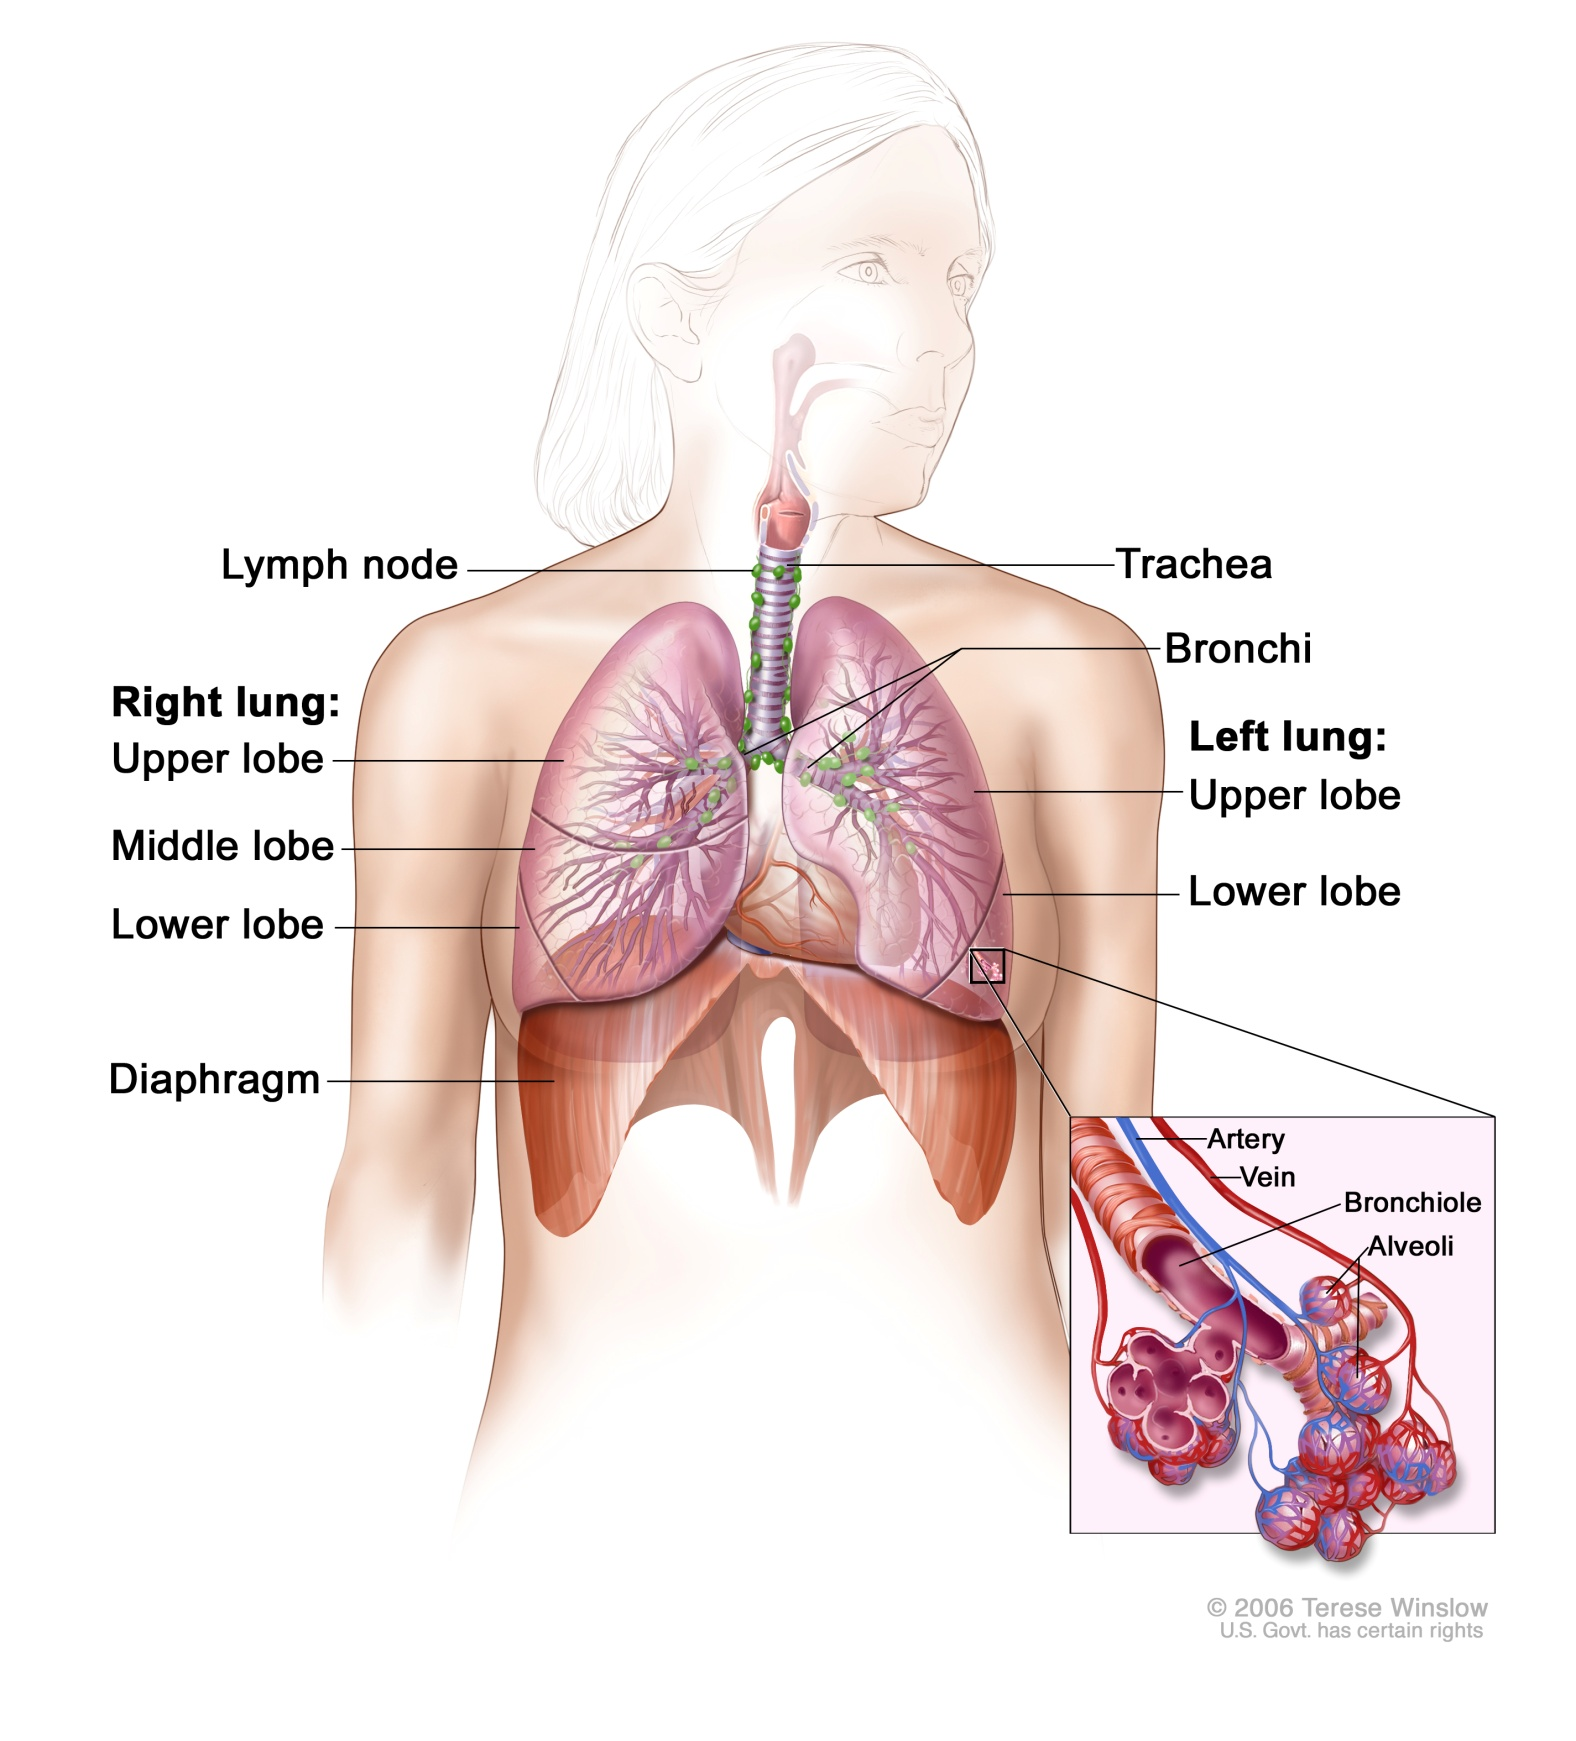 Lymph node
Trachea
Bronchi
Right lung:
Upper lobe
Middle lobe
Lower lobe
Diaphragm
Left lung:
Upper lobe
Lower lobe
Artery
Vein
Bronchiole
Alveoli
© 2006 Terese Winslow
U.S. Govt. has certain rights